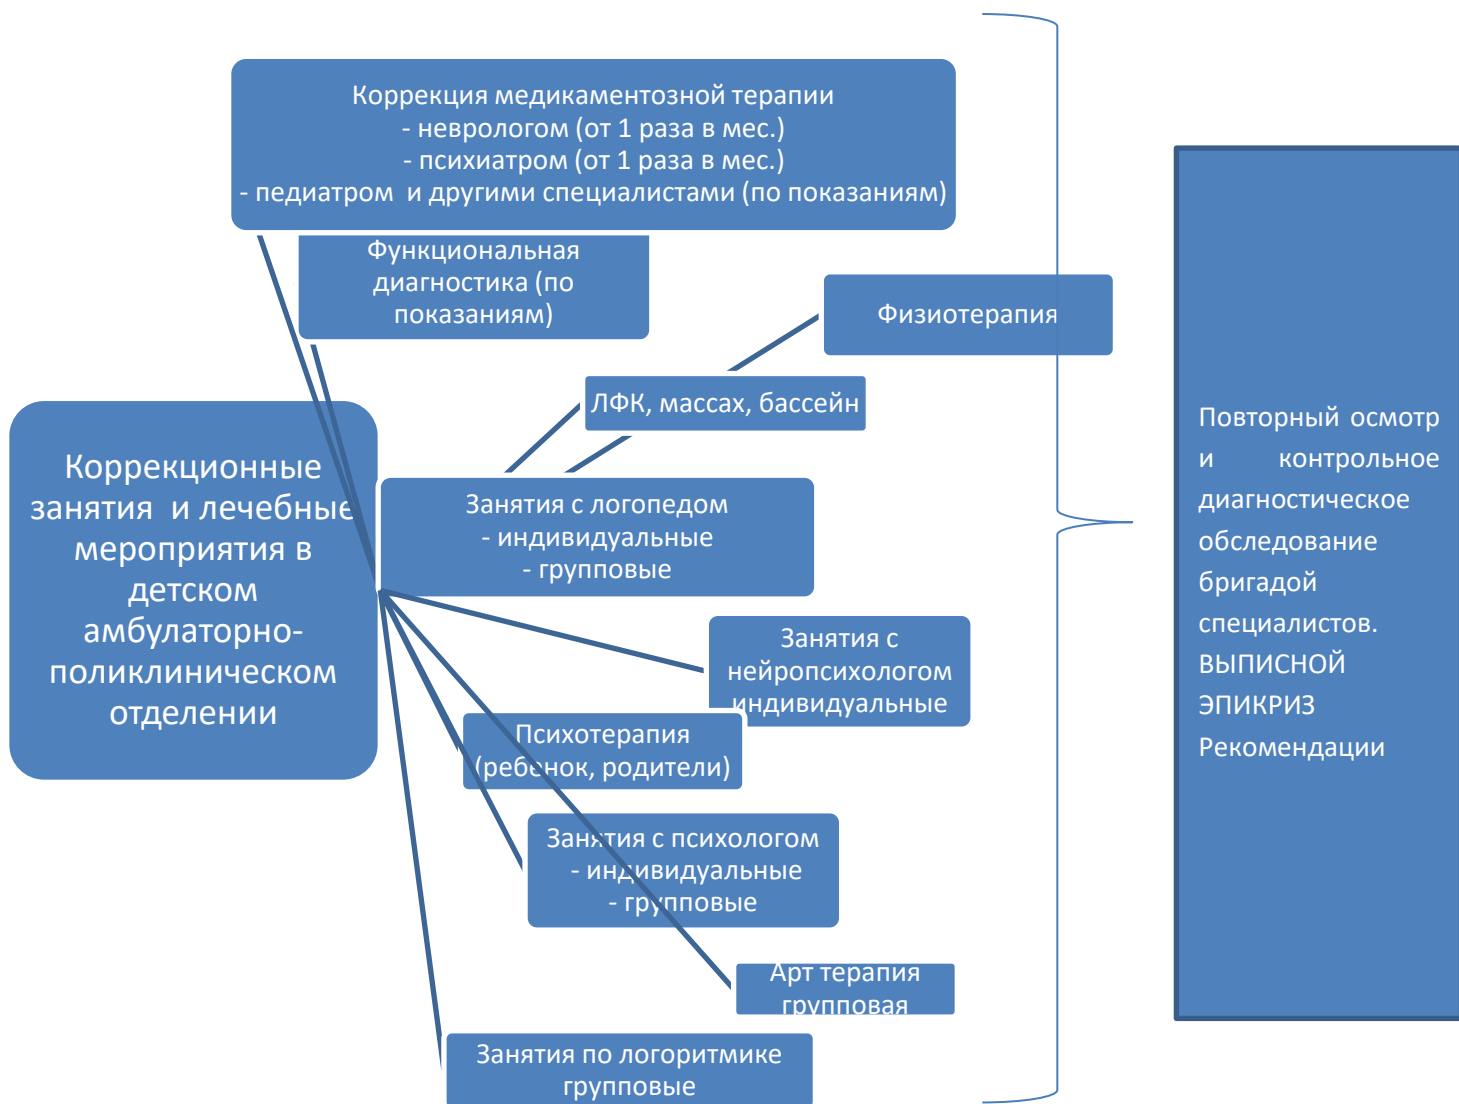 Коррекция медикаментозной терапии
- неврологом (от 1 раза в мес.)
- психиатром (от 1 раза в мес.)
- педиатром и другими специалистами (по показаниям)
Функциональная
диагностика (по
показаниям)
Физиотерапия
ЛФК, массах, бассейн
Коррекционные
занятия и лечебные
мероприятия в
детском
амбулаторно-
поликлиническом
отделении
Занятия с логопедом
- индивидуальные
- групповые
Занятия с
нейропсихологом
индивидуальные
Психотерапия
(ребенок, родители)
Занятия с психологом
- индивидуальные
- групповые
Арт терапия
групповая
Занятия по логоритмике
групповые
Повторный осмотр
и контрольное
диагностическое
обследование
бригадой
специалистов.
ВЫПИСНОЙ
ЭПИКРИЗ
Рекомендации